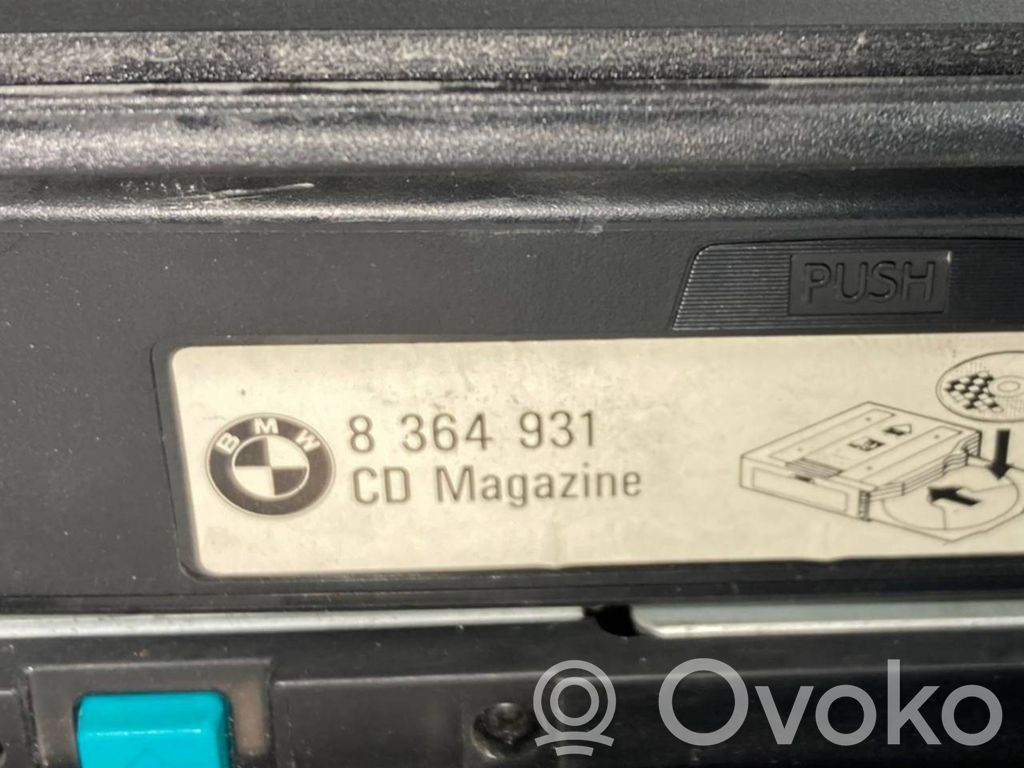 PUSH
BMW
8 364 931
CD Magazine
Ovoko